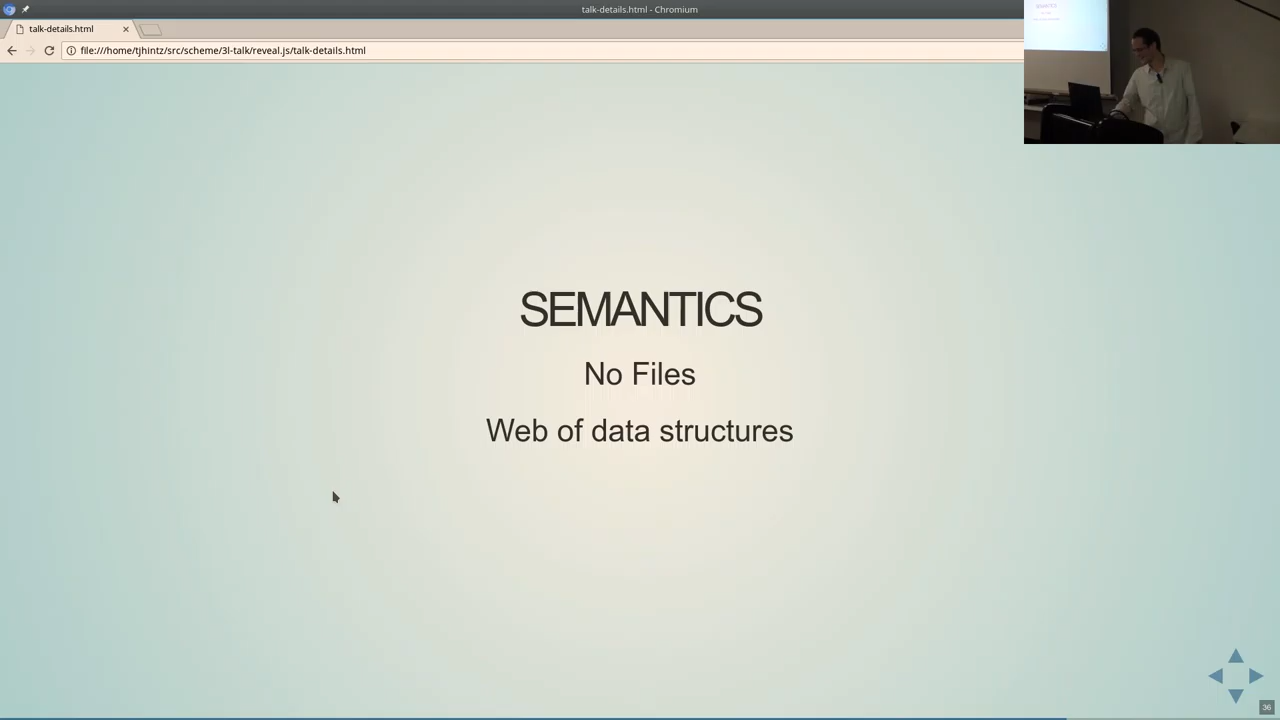 talk-details.html - Chromium
talk-details.html
file:///home/tjhintz/src/scheme/3l-talk/reveal.js/talk-details.html
SEMANTICS
No Files
Web of data structures
36